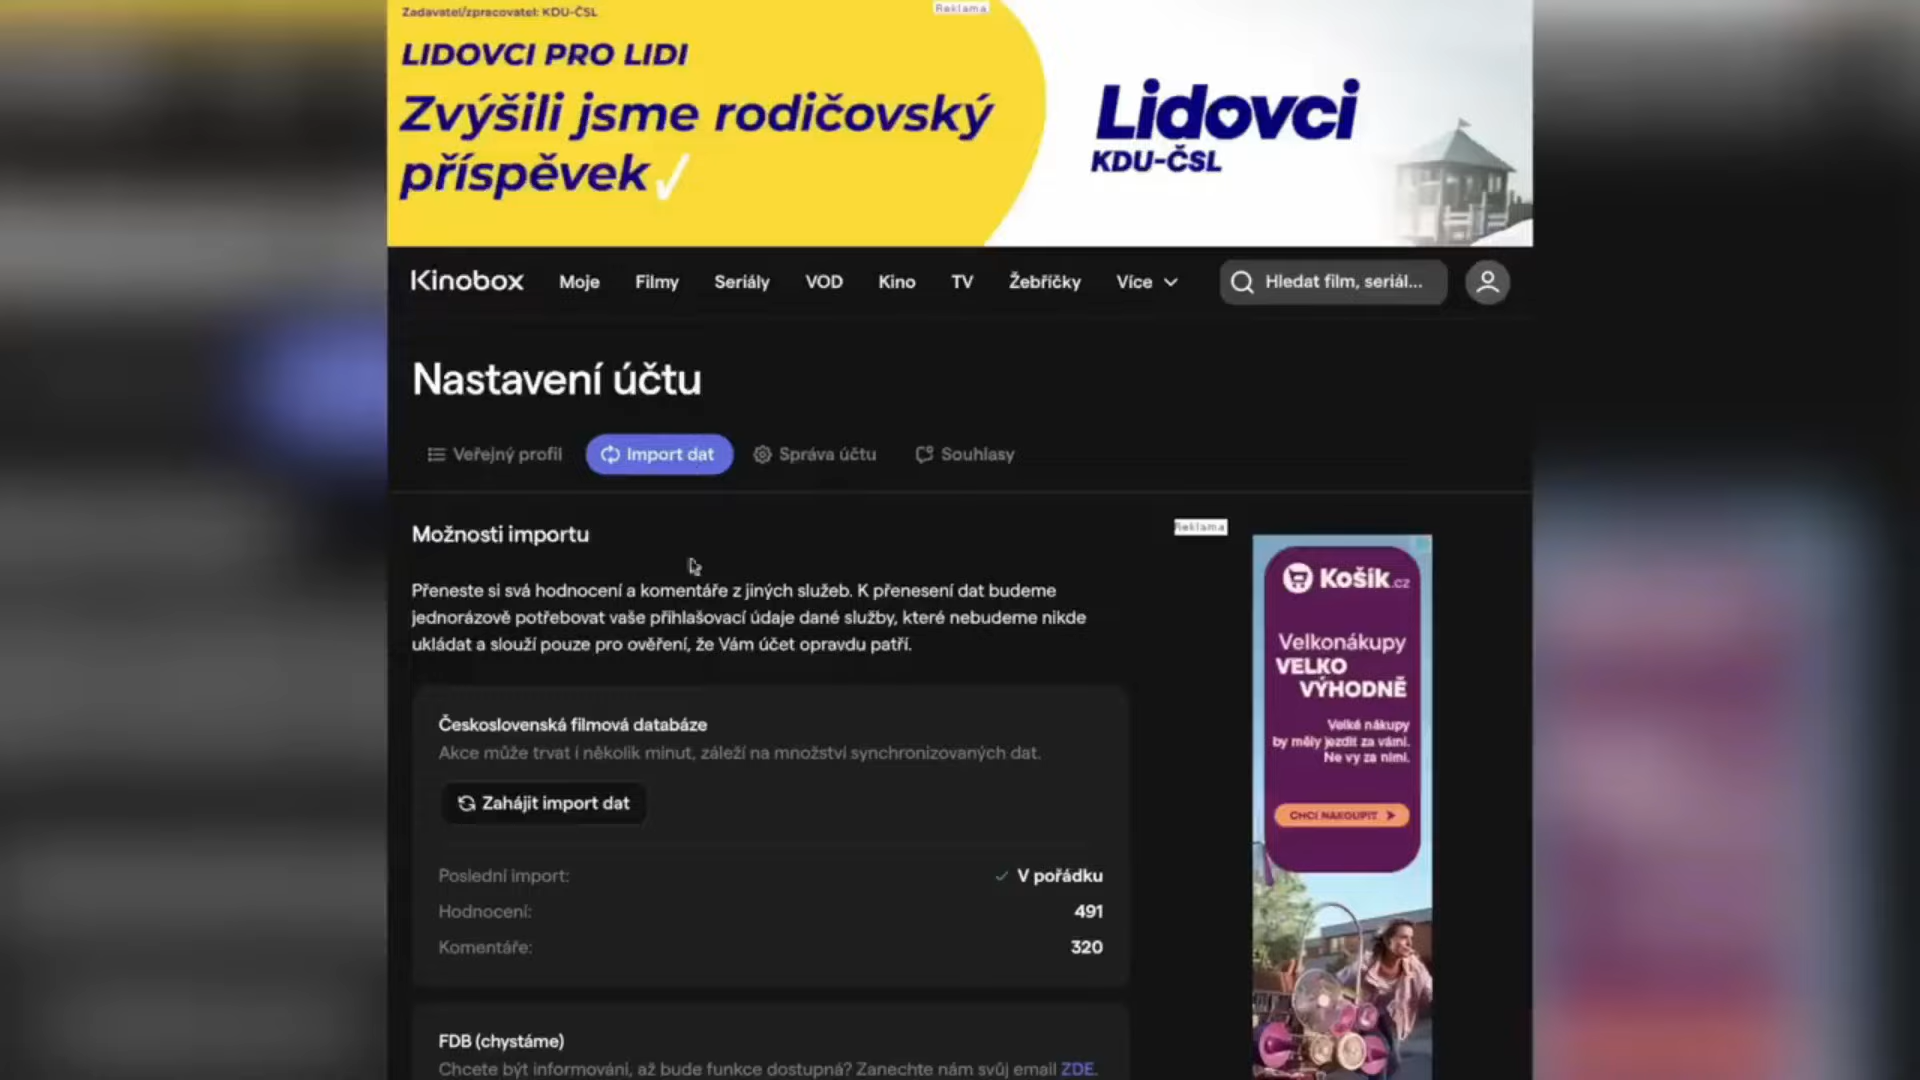 Zadavatel/zpracovatel: KDU-ČSL
Reklama
LIDOVCI PRO LIDI
Zvýšili jsme rodičovský
příspěvek
Lidovci
KDU-ČSL
Kinobox
Moje
Filmy
Seriály
VOD
Kino
TV
Žebříčky
Více
Hledat film, seriál...
Nastavení účtu
Veřejný profil
Import dat
Správa účtu
Souhlasy
Možnosti importu
Přeneste si svá hodnocení a komentáře z jiných služeb. K přenesení dat budeme
jednorázově potřebovat vaše přihlašovací údaje dané služby, které nebudeme nikde
ukládat a slouží pouze pro ověření, že Vám účet opravdu patří.
Československá filmová databáze
Akce může trvat i několik minut, záleží na množství synchronizovaných dat.
Zahájit import dat
Poslední import:
V pořádku
Hodnocení:
491
Komentáře:
320
FDB (chystáme)
Chcete být informováni, až bude funkce dostupná? Zanechte nám svůj email ZDE.
Reklama
Košík.cz
Velkonákupy
VELKO
VÝHODNĚ
Velké nákupy
by měly jezdit za vámi.
Ne vy za nimi.
CHCI NAKOUPIT